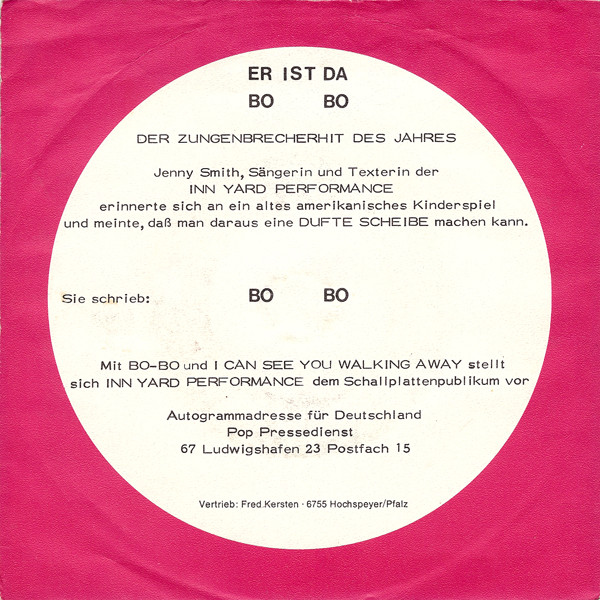 ER IST DA
BO BO
DER ZUNGENBRECHERHIT DES JAHRES
Jenny Smith, Sängerin und Texterin der
INN YARD PERFORMANCE
erinnerte sich an ein altes amerikanisches Kinderspiel
und meinte, daß man daraus eine DUFTE SCHEIBE machen kann.
Sie schrieb: BO BO
Mit BO-BO und I CAN SEE YOU WALKING AWAY stellt
sich INN YARD PERFORMANCE dem Schallplattenpublikum vor
Autogrammadresse für Deutschland
Pop Pressedienst
67 Ludwigshafen 23 Postfach 15
Vertrieb: Fred.Kersten · 6755 Hochspeyer/Pfalz